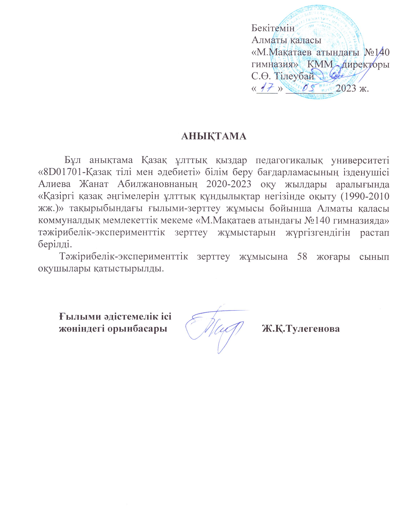 Бекітемін
Алматы қаласы
«М.Мақатаев атындағы №140
гимназия» КММ директоры
С.Ө. Тілеубай
« 17 » 05 2023 ж.
АНЫҚТАМА
Бұл анықтама Қазақ ұлттық қыздар педагогикалық университеті
«8D01701-Қазақ тілі мен әдебиеті» білім беру бағдарламасының ізденушісі
Алиева Жанат Абилжановнаның 2020-2023 оқу жылдары аралығында
«Қазіргі қазақ әңгімелерін ұлттық құндылықтар негізінде оқыту (1990-2010
жж.)» тақырыбындағы ғылыми-зерттеу жұмысы бойынша Алматы қаласы
коммуналдық мемлекеттік мекеме «М.Мақатаев атындағы №140 гимназияда»
тәжірибелік-эксперименттік зерттеу жұмыстарын жүргізгендігін растап
берілді.
Тәжірибелік-эксперименттік зерттеу жұмысына 58 жоғары сынып
оқушылары қатыстырылды.
Ғылыми әдістемелік ісі
жөніндегі орынбасары Ж.Қ.Тулегенова